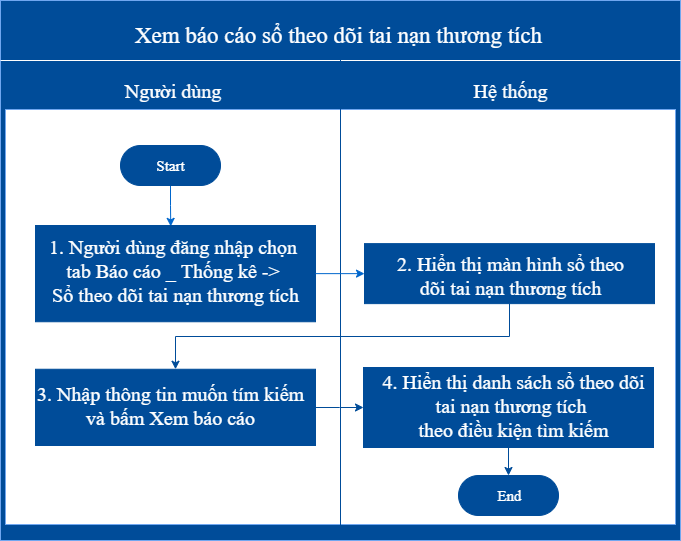 Xem báo cáo sổ theo dõi tai nạn thương tích
Người dùng
Hệ thống
Start
1. Người dùng đăng nhập chọn
tab Báo cáo _ Thống kê ->
Sổ theo dõi tai nạn thương tích
2. Hiển thị màn hình sổ theo
dõi tai nạn thương tích
3. Nhập thông tin muốn tím kiếm
và bấm Xem báo cáo
4. Hiển thị danh sách sổ theo dõi
tai nạn thương tích
theo điều kiện tìm kiếm
End